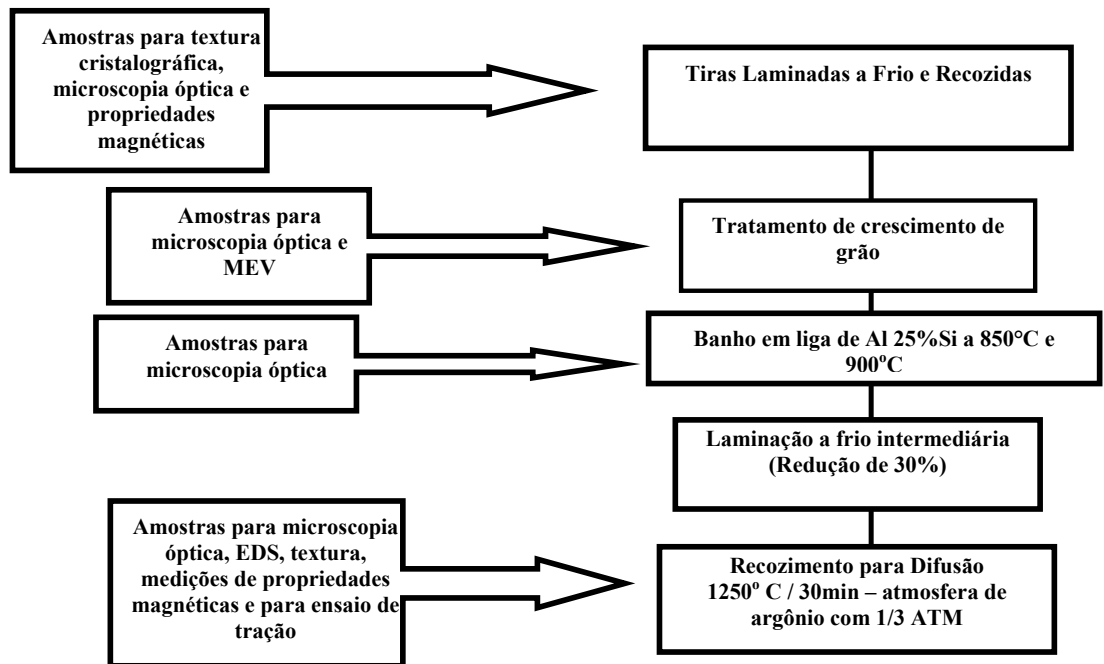 Amostras para textura
cristalográfica,
microscopia óptica e
propriedades
magnéticas
Tiras Laminadas a Frio e Recozidas
Amostras para
microscopia óptica e
MEV
Tratamento de crescimento de
grão
Amostras para
microscopia óptica
Banho em liga de Al 25%Si a 850°C e
900°C
Laminação a frio intermediária
(Redução de 30%)
Amostras para microscopia
óptica, EDS, textura,
medições de propriedades
magnéticas e para ensaio de
tração
Recozimento para Difusão
1250° C / 30min – atmosfera de
argônio com 1/3 ATM